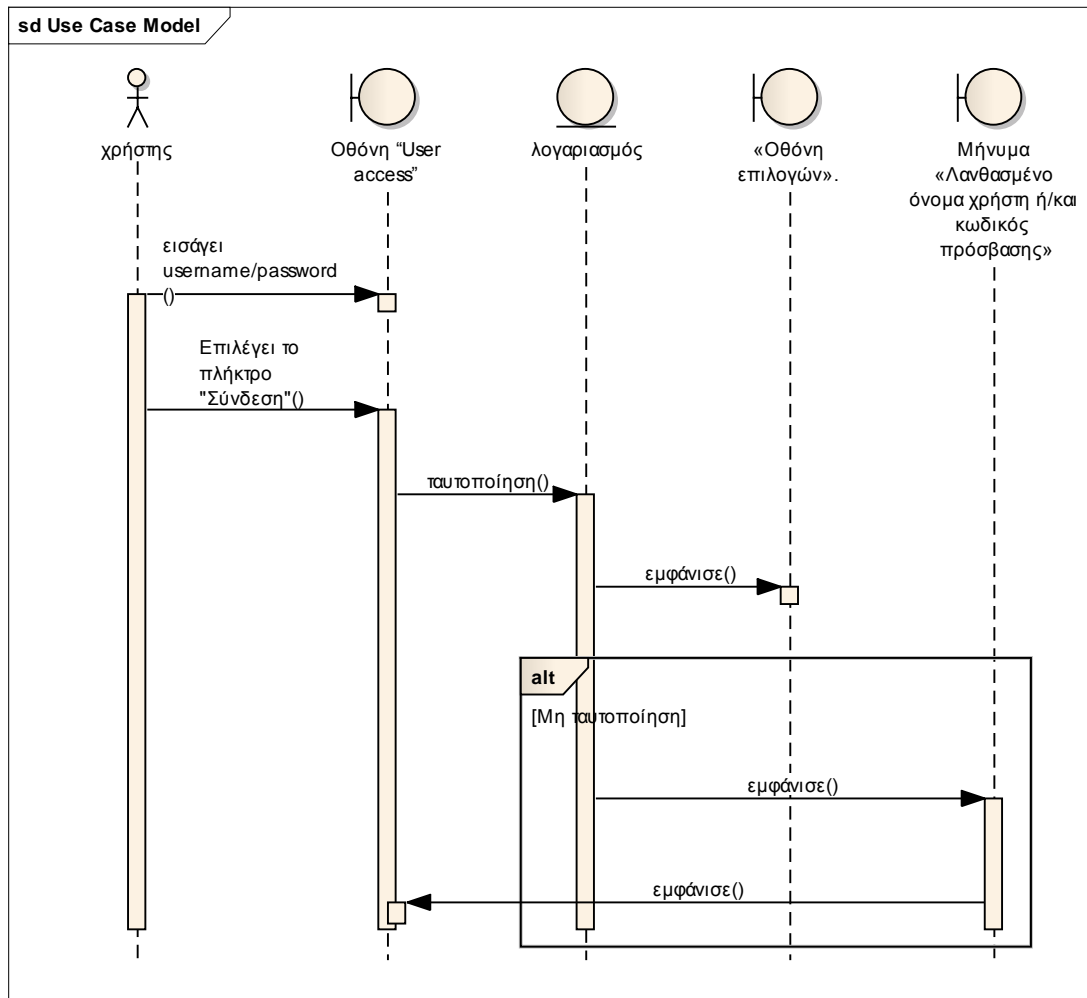 sd Use Case Model
χρήστης
Οθόνη “User
access”
λογαριασμός
«Οθόνη
επιλογών».
Μήνυμα
«Λανθασμένο
όνομα χρήστη ή/και
κωδικός
πρόσβασης»
εισάγει
username/password
()
Επιλέγει το
πλήκτρο
"Σύνδεση"()
ταυτοποίηση()
εμφάνισε()
alt
[Μη ταυτοποίηση]
εμφάνισε()
εμφάνισε()